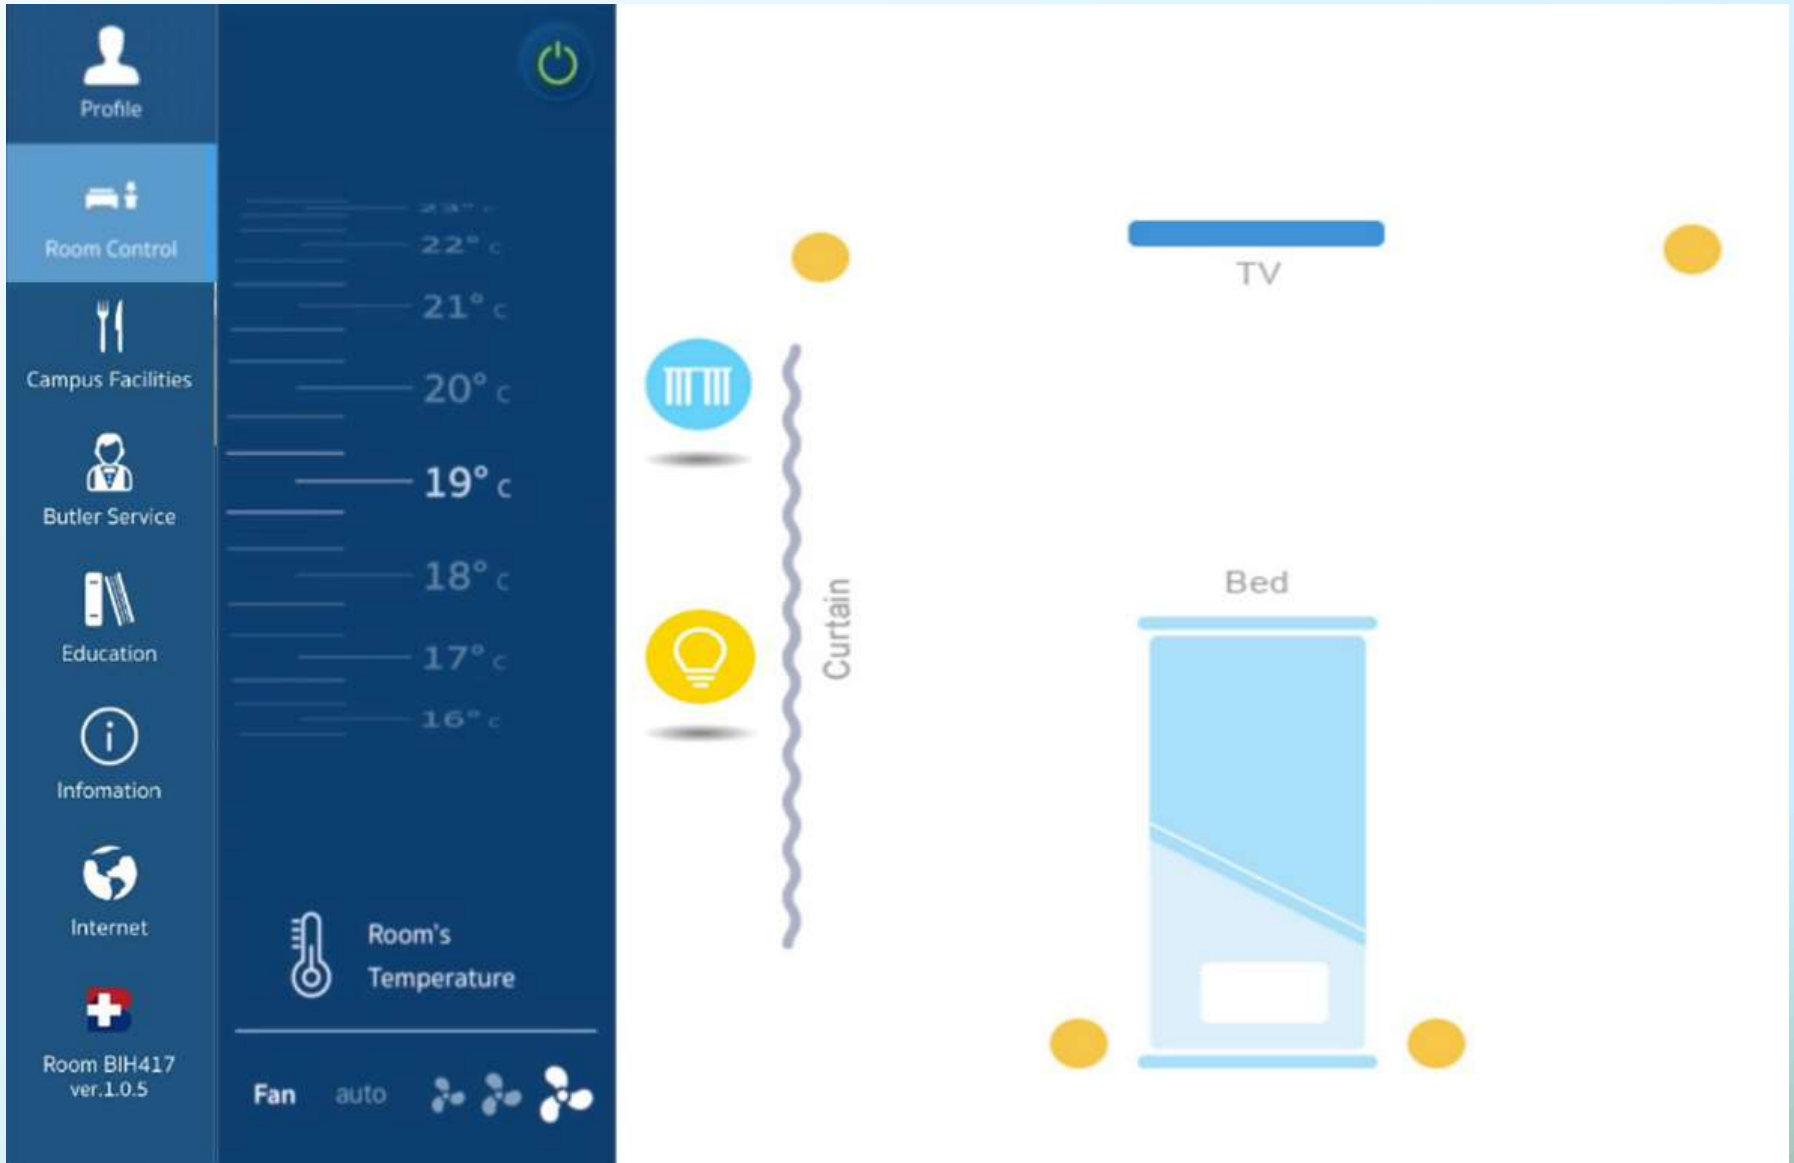 Profile
Room Control
Campus Facilities
Butler Service
Education
Infomation
Internet
Room BIH417
ver.1.0.5
23° c
22° c
21° c
20° c
19° c
18° c
17° c
16° c
Room's
Temperature
Fan auto
TV
Curtain
Bed